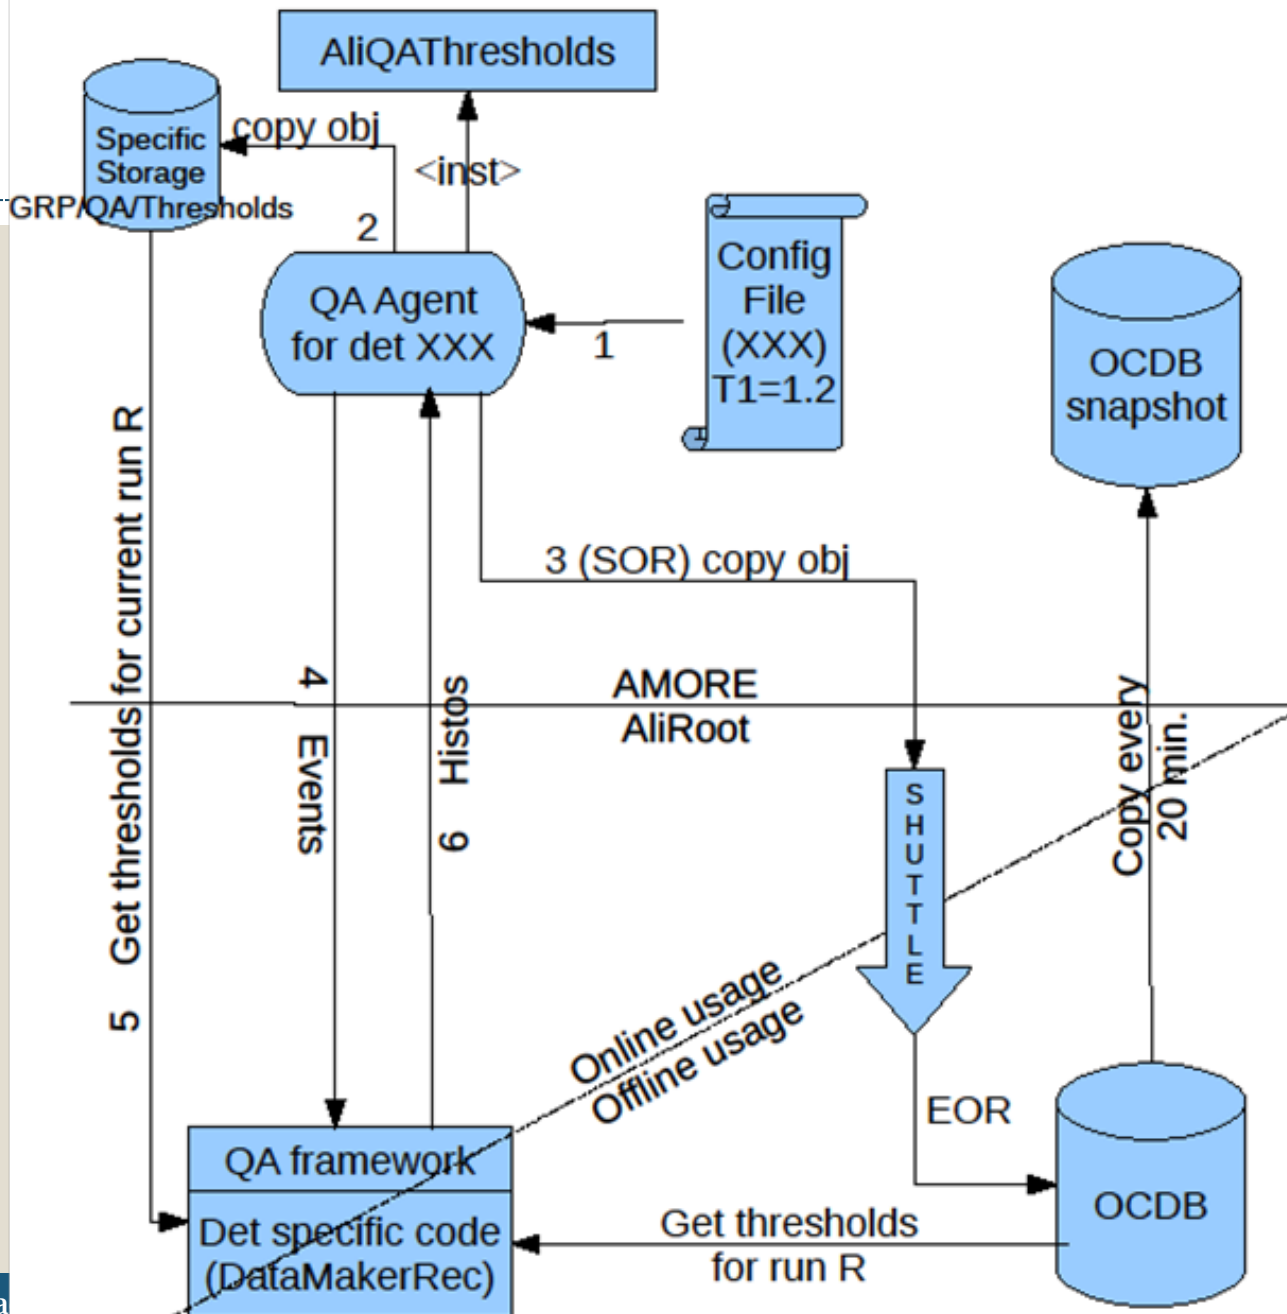 AliQAThresholds
Specific
Storage
GRP/QA/Thresholds
copy obj
<inst>
2
QA Agent
for det XXX
1
Config
File
(XXX)
T1=1.2
OCDB
snapshot
3 (SOR) copy obj
5 Get thresholds for current run R
4 Events
Histos 6
AMORE
AliRoot
SHUTTLE
Copy every
20 min.
Online usage
Offline usage
EOR
QA framework
Det specific code
(DataMakerRec)
Get thresholds
for run R
OCDB
a